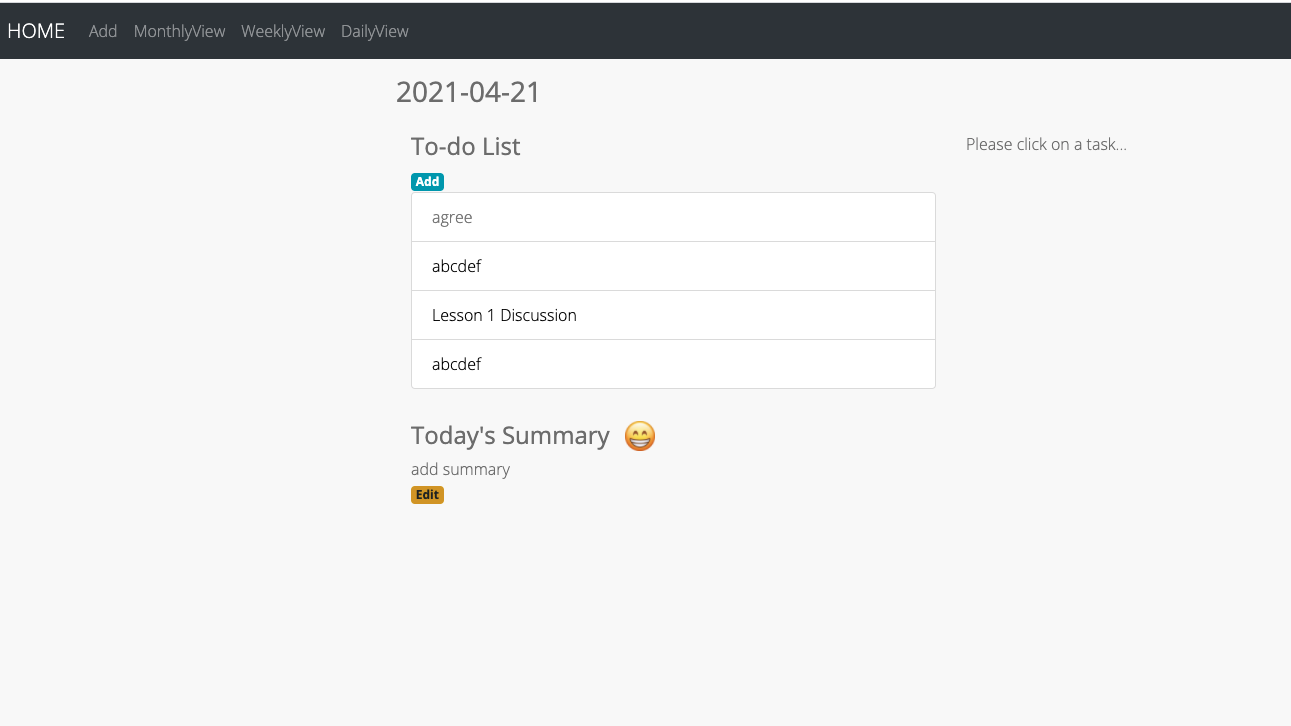 HOME Add MonthlyView WeeklyView DailyView
2021-04-21
To-do List
Add
agree
abcdef
Lesson 1 Discussion
abcdef
Please click on a task...
Today's Summary
add summary
Edit